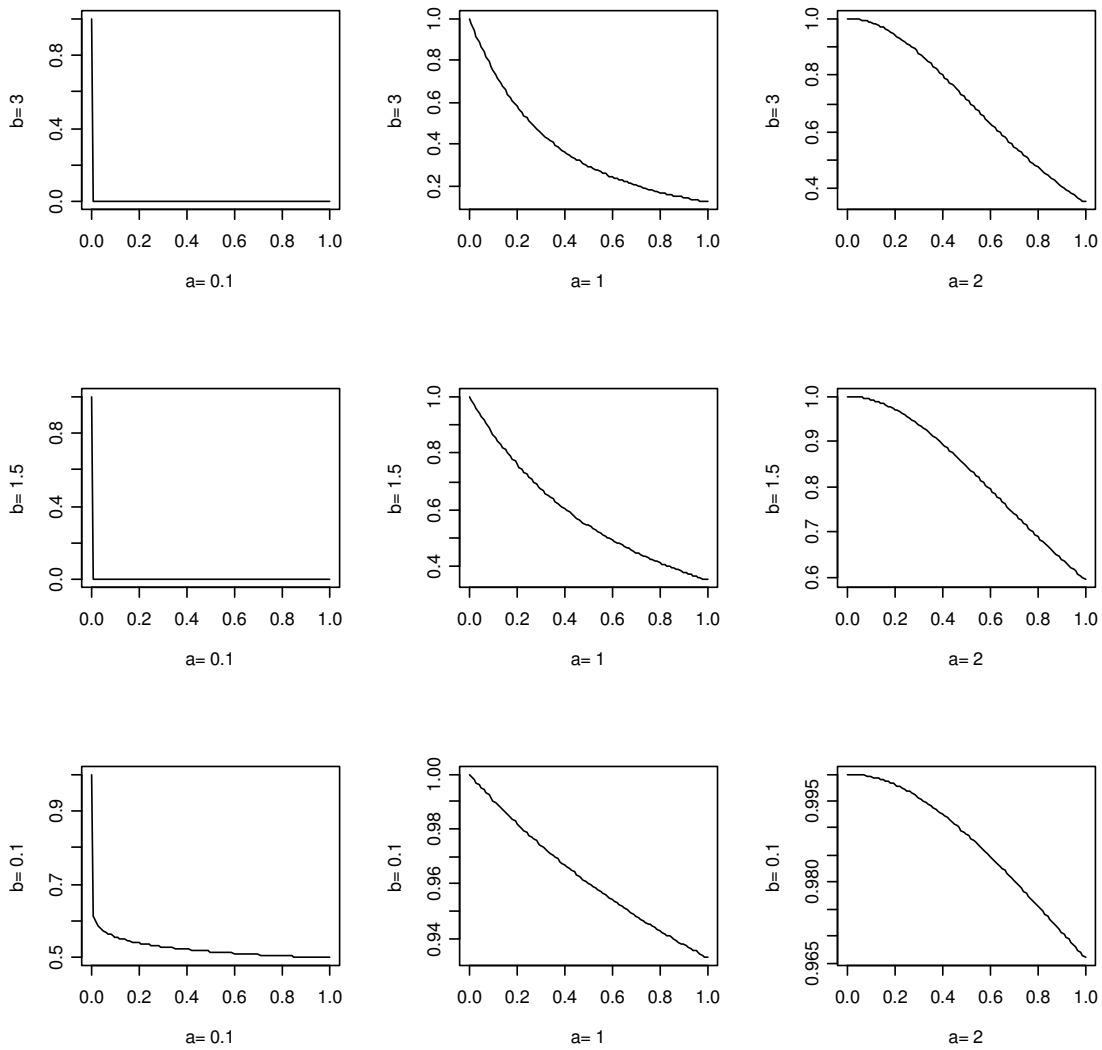 b= 3
0.0 0.4 0.8
0.0 0.2 0.4 0.6 0.8 1.0
a= 0.1
b= 3
0.2 0.4 0.6 0.8 1.0
0.0 0.2 0.4 0.6 0.8 1.0
a= 1
b= 3
0.4 0.6 0.8 1.0
0.0 0.2 0.4 0.6 0.8 1.0
a= 2
b= 1.5
0.0 0.4 0.8
0.0 0.2 0.4 0.6 0.8 1.0
a= 0.1
b= 1.5
0.4 0.6 0.8 1.0
0.0 0.2 0.4 0.6 0.8 1.0
a= 1
b= 1.5
0.6 0.7 0.8 0.9 1.0
0.0 0.2 0.4 0.6 0.8 1.0
a= 2
b= 0.1
0.5 0.7 0.9
0.0 0.2 0.4 0.6 0.8 1.0
a= 0.1
b= 0.1
0.94 0.96 0.98 1.00
0.0 0.2 0.4 0.6 0.8 1.0
a= 1
b= 0.1
0.965 0.980 0.995
0.0 0.2 0.4 0.6 0.8 1.0
a= 2